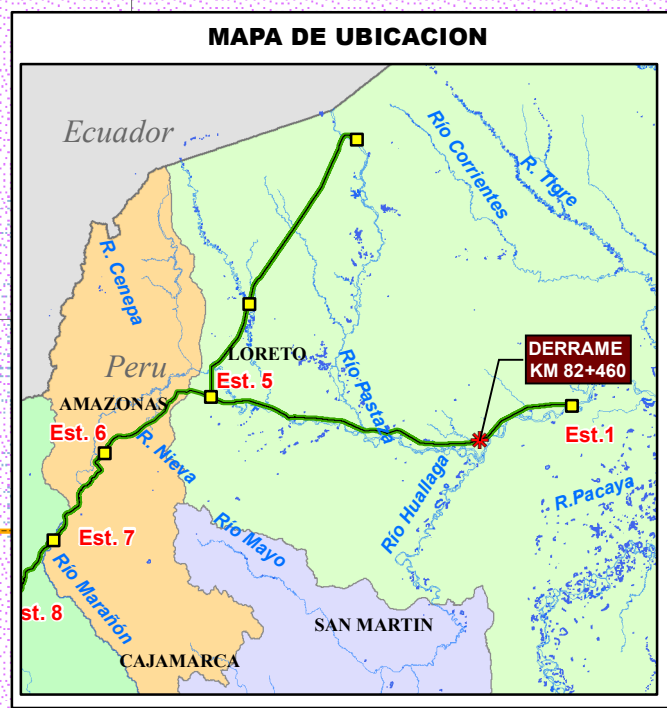 MAPA DE UBICACION
Ecuador
Río Corrientes
R. Tigre
R. Cenepa
Peru
LORETO
DERRAME
KM 82+460
Est. 5
AMAZONAS
Río Pastaza
Est.1
Est. 6
R. Nieva
Río Huallaga
R.Pacaya
Río Mayo
Est. 7
Río Marañón
st. 8
SAN MARTIN
CAJAMARCA